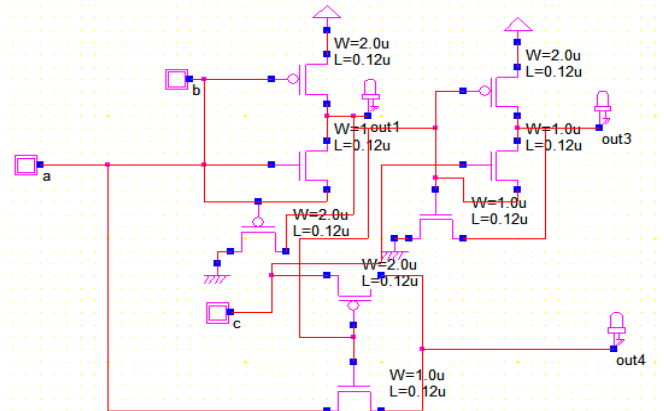 W=2.0u
L=0.12u
W=2.0u
L=0.12u
b
W=1.
out1
0.12u
W=1.0u
L=0.12u
out3
a
W=2.0u
L=0.12u
W=1.0u
L=0.12u
W=2.0u
L=0.12u
c
out4
W=1.0u
L=0.12u